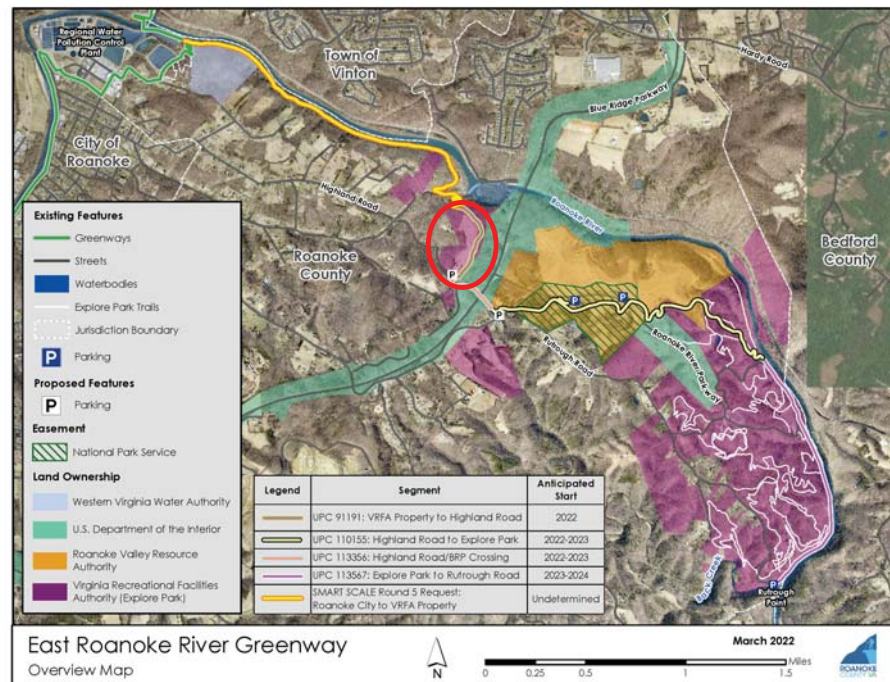 Regional Water
Pollution Control
Plant
Town of
Vinton
Hardy Road
Blue Ridge Parkway
City of
Roanoke
Highland Road
Roanoke River
Bedford
County
Roanoke
County
P
P
P
P
Rutrough Road
Roanoke River Parkway
Back Creek
P
Rutrough
Point
Existing Features
Greenways
Streets
Waterbodies
Explore Park Trails
Jurisdiction Boundary
P Parking
Proposed Features
P Parking
Easement
National Park Service
Land Ownership
Western Virginia Water Authority
U.S. Department of the Interior
Roanoke Valley Resource
Authority
Virginia Recreational Facilities
Authority (Explore Park)
Legend Segment Anticipated
Start
UPC 91191: VRFA Property to Highland Road 2022
UPC 110155: Highland Road to Explore Park 2022-2023
UPC 113356: Highland Road/BRP Crossing 2022-2023
UPC 113567: Explore Park to Rutrough Road 2023-2024
SMART SCALE Round 5 Request:
Roanoke City to VRFA Property Undetermined
East Roanoke River Greenway
Overview Map
N
March 2022
Miles
0 0.25 0.5 1 1.5
ROANOKE
COUNTY VA